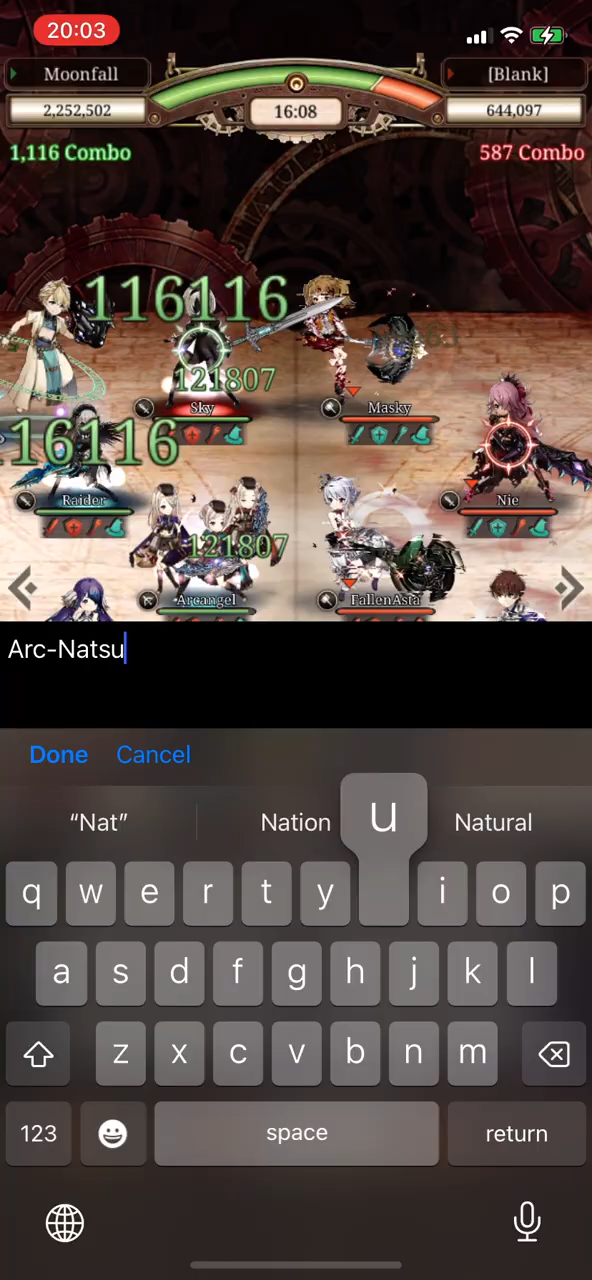 20:03
Moonfall
[Blank]
2,252,502
16:08
644,097
1,116 Combo
587 Combo
116116
121807
Sky
Masky
16116
Raider
Nie
121807
Arcangel
FallenAsta
Arc-Natsu
Done Cancel
“Nat” Nation Natural
u
q w e r t y i o p
a s d f g h j k l
z x c v b n m
123 space return